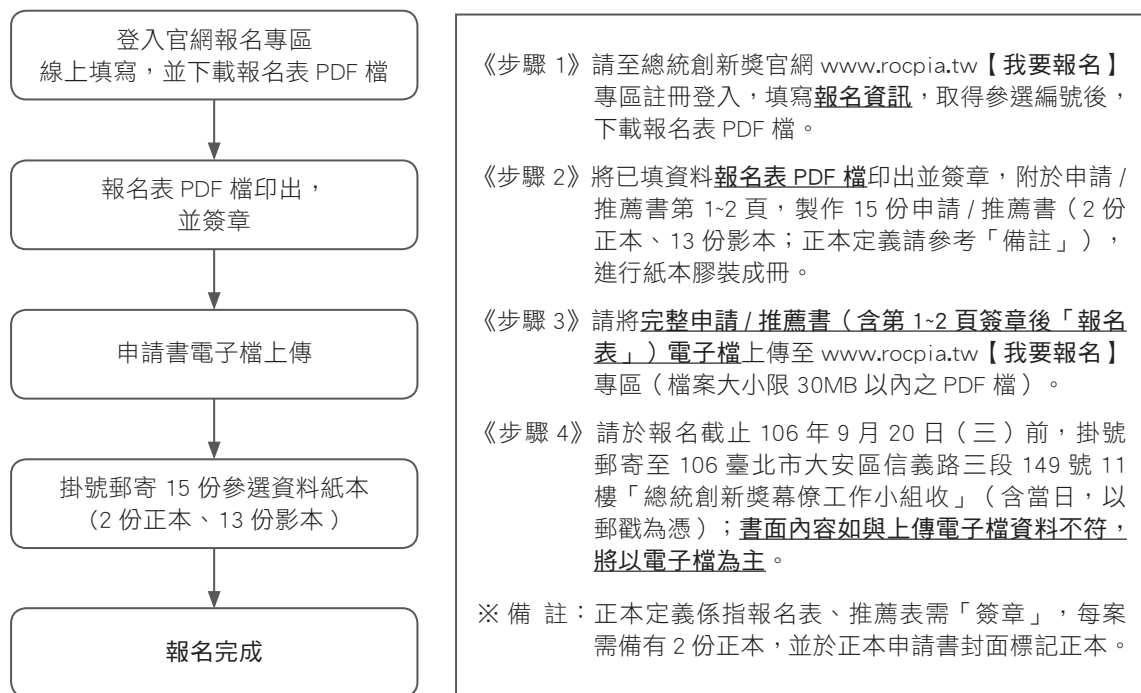 登入官網報名專區
線上填寫，並下載報名表 PDF 檔
報名表 PDF 檔印出，
並簽章
申請書電子檔上傳
掛號郵寄 15 份參選資料紙本
（2 份正本、13 份影本）
報名完成
《步驟 1》請至總統創新獎官網 www.rocpia.tw【我要報名】
專區註冊登入，填寫報名資訊，取得參選編號後，
下載報名表 PDF 檔。
《步驟 2》將已填資料報名表 PDF 檔印出並簽章，附於申請 /
推薦書第 1~2 頁，製作 15 份申請 / 推薦書（2 份
正本、13 份影本；正本定義請參考「備註」），
進行紙本膠裝成冊。
《步驟 3》請將完整申請 / 推薦書（含第 1~2 頁簽章後「報名
表」）電子檔上傳至 www.rocpia.tw【我要報名】
專區（檔案大小限 30MB 以內之 PDF 檔）。
《步驟 4》請於報名截止 106 年 9 月 20 日（三）前，掛號
郵寄至 106 臺北市大安區信義路三段 149 號 11
樓「總統創新獎幕僚工作小組收」（含當日，以
郵戳為憑）；書面內容如與上傳電子檔資料不符，
將以電子檔為主。
※ 備 註：正本定義係指報名表、推薦表需「簽章」，每案
需備有 2 份正本，並於正本申請書封面標記正本。